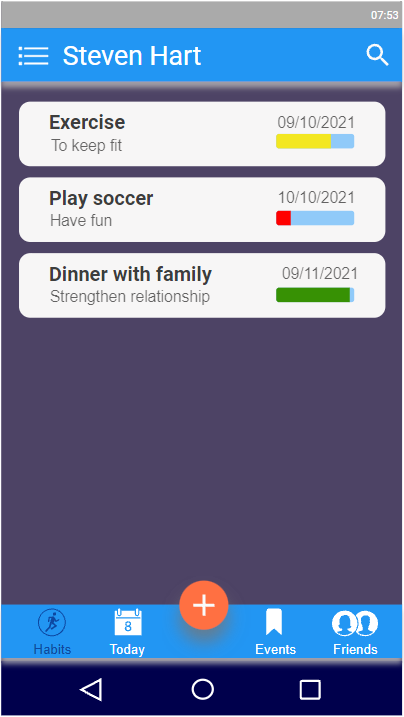 07:53
Steven Hart
Exercise 09/10/2021
To keep fit
Play soccer 10/10/2021
Have fun
Dinner with family 09/11/2021
Strengthen relationship
8
Habits Today Events Friends